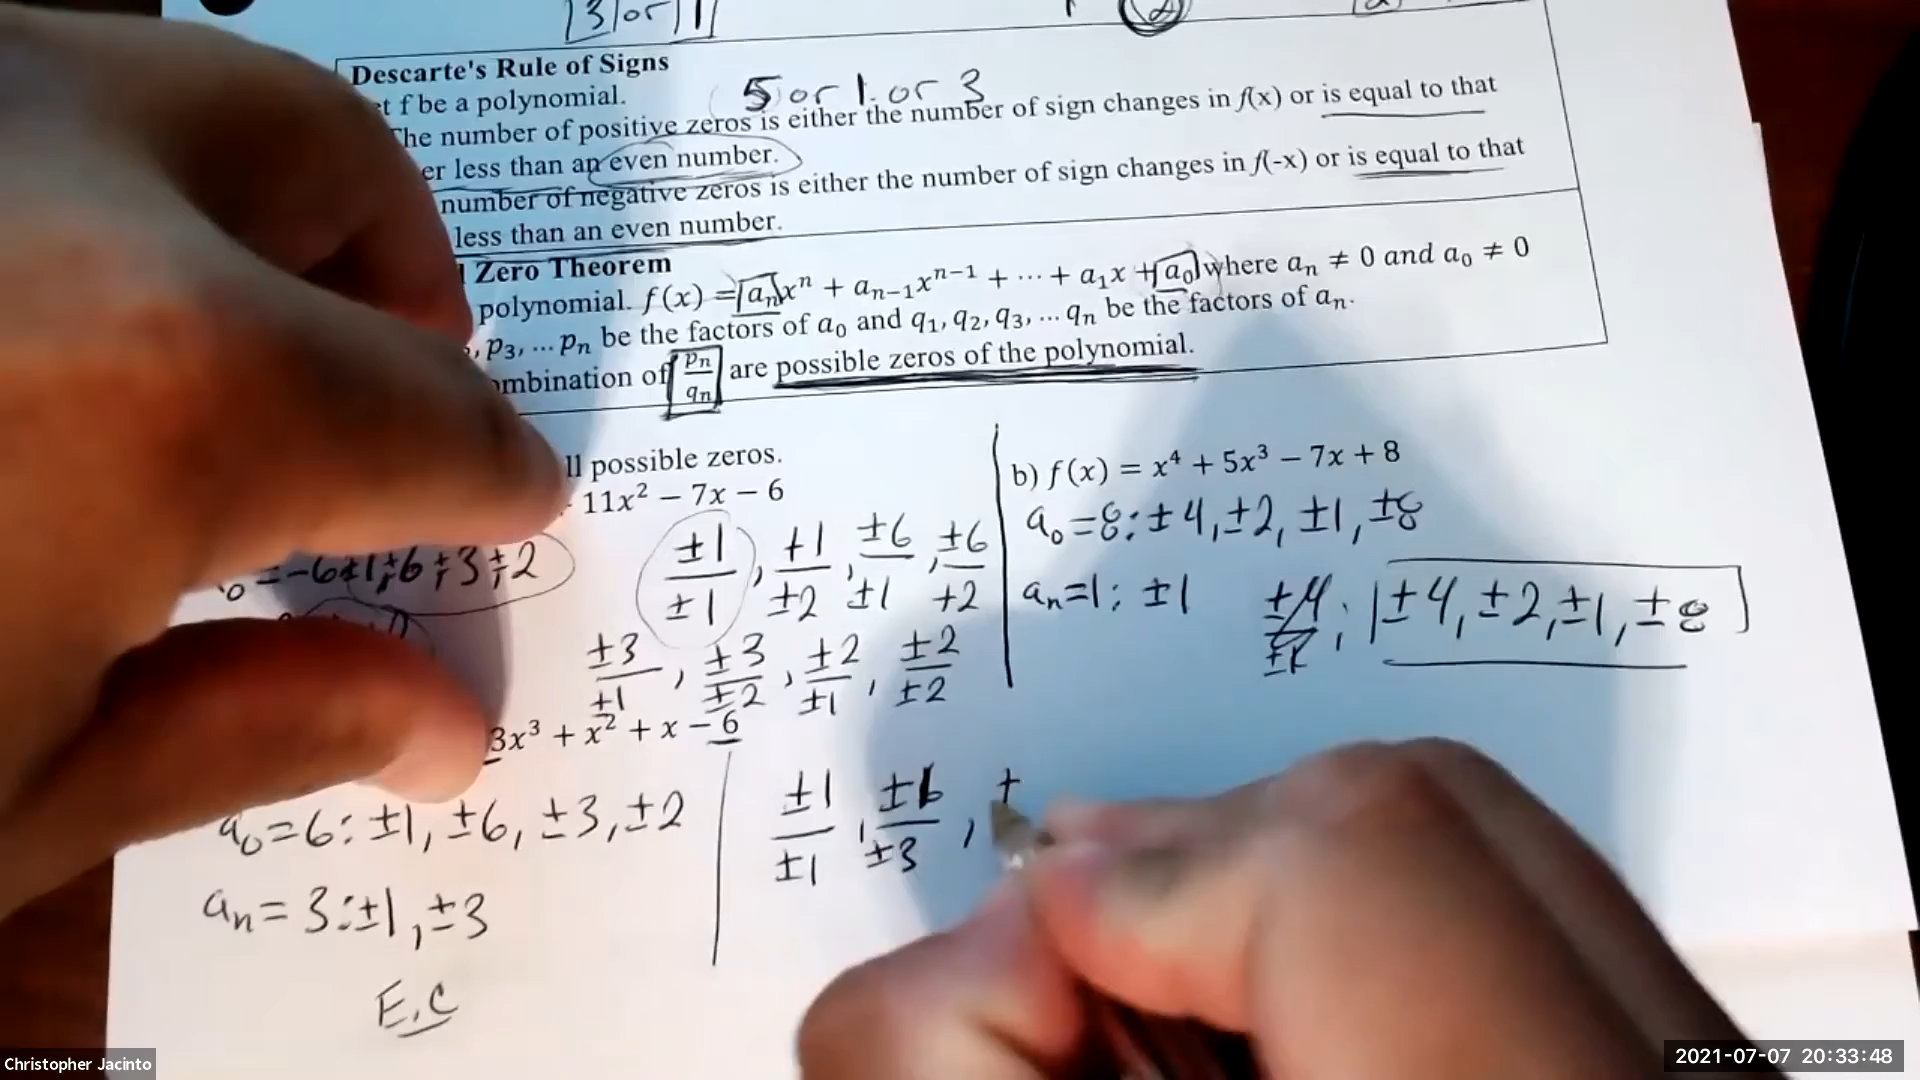 3 or 1
Descarte's Rule of Signs
t f be a polynomial.
5 or 1 or 3
The number of positive zeros is either the number of sign changes in f(x) or is equal to that
er less than an even number.
number of negative zeros is either the number of sign changes in f(-x) or is equal to that
less than an even number.
Zero Theorem
polynomial. f(x) = aₙxⁿ + aₙ₋₁xⁿ⁻¹ + ⋯ + a₁x + a₀ where aₙ ≠ 0 and a₀ ≠ 0
, p₃, ⋯ pₙ be the factors of a₀ and q₁, q₂, q₃, ⋯ qₙ be the factors of aₙ.
mbination of pₙ/qₙ are possible zeros of the polynomial.
ll possible zeros.
11x² − 7x − 6
₀ = -6 ±1, ±6, ±3, ±2
±1/±1, ±1/±2, ±6/±1, ±6/+2
±3/±1, ±3/±2, ±2/±1, ±2/±2
b) f(x) = x⁴ + 5x³ − 7x + 8
a₀=8: ±4, ±2, ±1, ±8
aₙ=1: ±1
±4, ±2, ±1, ±8
3x³ + x² + x − 6
a₀=6: ±1, ±6, ±3, ±2
aₙ = 3: ±1, ±3
E.C
±1/±1, ±6/±3, +
Christopher Jacinto
2021-07-07 20:33:48